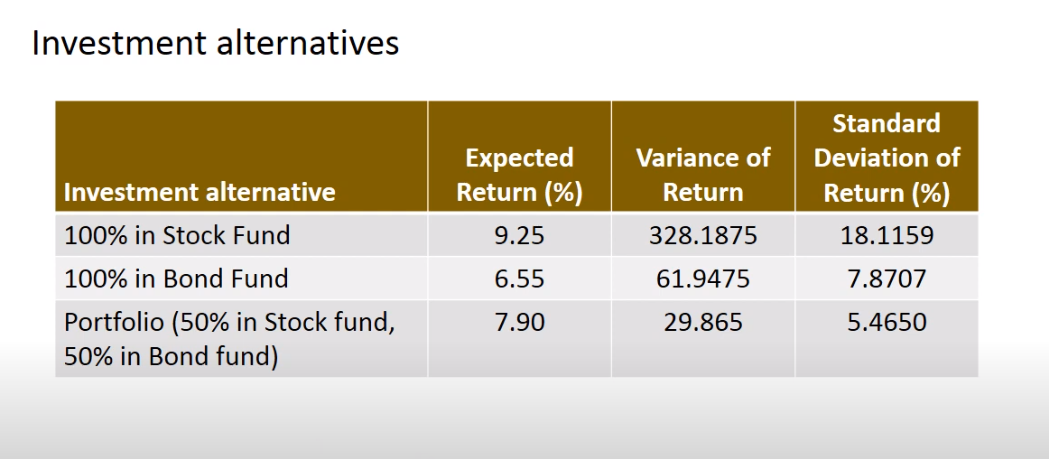 Investment alternatives
Investment alternative
Expected
Return (%)
Variance of
Return
Standard
Deviation of
Return (%)
100% in Stock Fund 9.25 328.1875 18.1159
100% in Bond Fund 6.55 61.9475 7.8707
Portfolio (50% in Stock fund, 7.90 29.865 5.4650
50% in Bond fund)